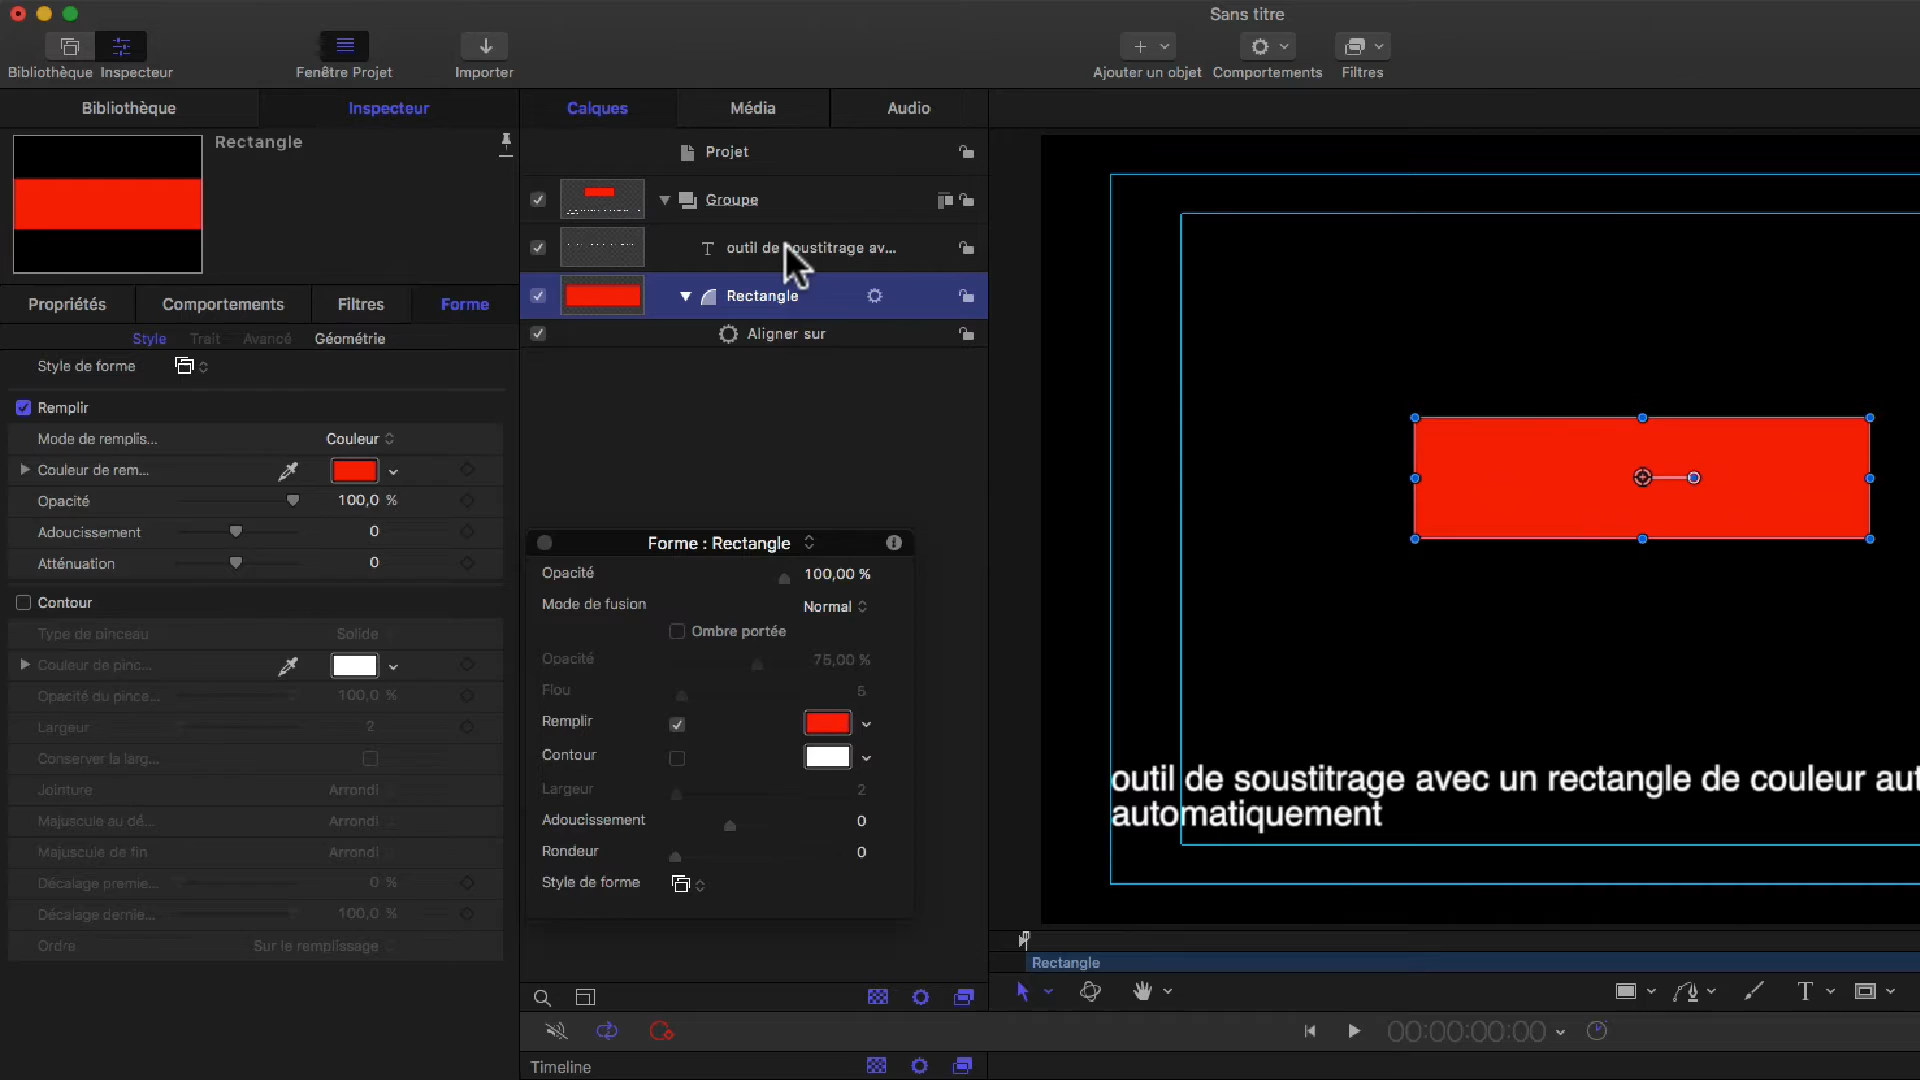 Sans titre
Bibliothèque Inspecteur
Fenêtre Projet
Importer
Ajouter un objet
Comportements
Filtres
Bibliothèque
Inspecteur
Calques
Média
Audio
Rectangle
Projet
Groupe
outil de soustitrage av...
Rectangle
Aligner sur
Propriétés
Comportements
Filtres
Forme
Style
Trait
Avancé
Géométrie
Style de forme
Remplir
Mode de remplis...
Couleur
Couleur de rem...
Opacité
100,0 %
Adoucissement
0
Atténuation
0
Contour
Type de pinceau
Solide
Couleur de pinc...
Opacité du pince...
100,0 %
Largeur
2
Conserver la larg...
Jointure
Arrondi
Majuscule au dé...
Arrondi
Majuscule de fin
Arrondi
Décalage premie...
0 %
Décalage dernie...
100,0 %
Ordre
Sur le remplissage
Forme : Rectangle
Opacité
100,00 %
Mode de fusion
Normal
Ombre portée
Opacité
75,00 %
Flou
5
Remplir
Contour
Largeur
2
Adoucissement
0
Rondeur
0
Style de forme
outil de soustitrage avec un rectangle de couleur aut
automatiquement
Rectangle
T
00:00:00:00
Timeline